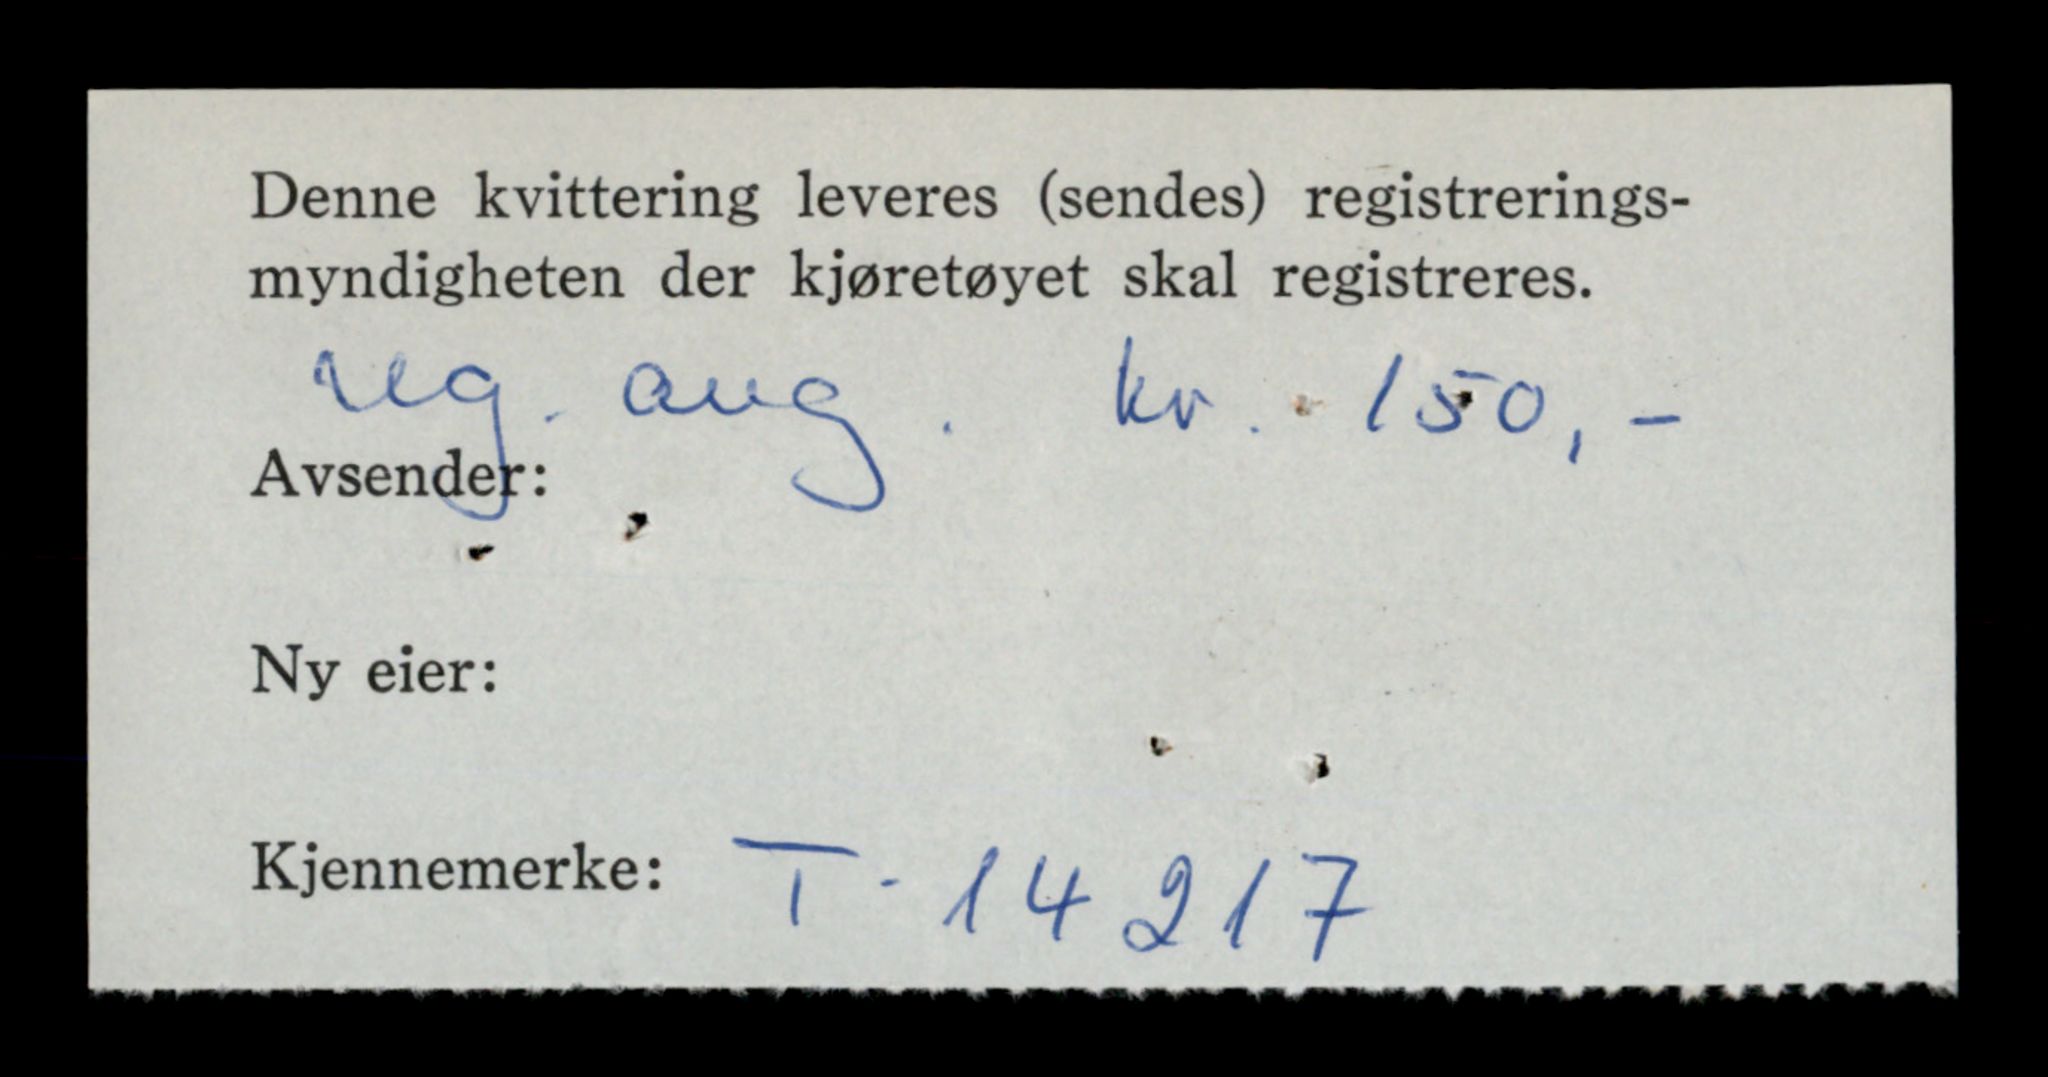 Denne kvittering leveres (sendes) registrerings-
myndigheten der kjøretøyet skal registreres.
reg. avg. kr. 150,-
Avsender:
Ny eier:
Kjennemerke: T-14217